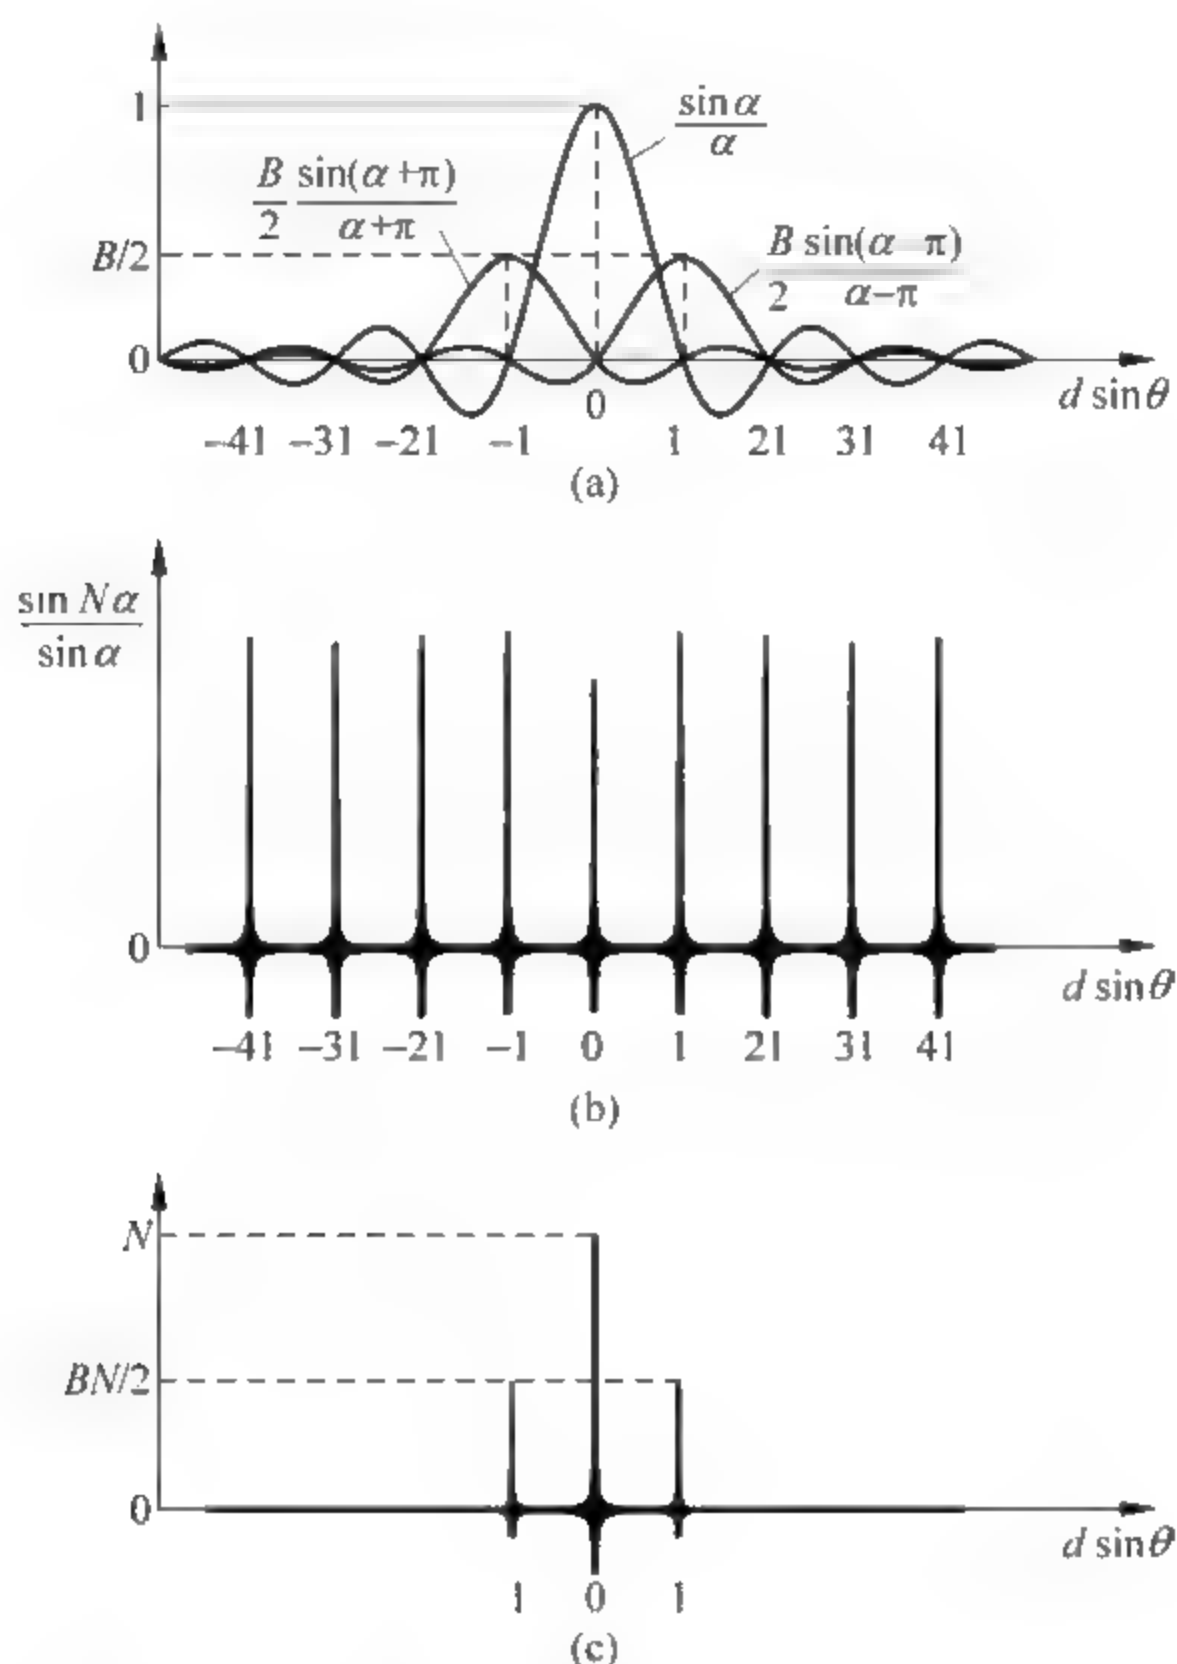 1
sin α / α
B/2 sin(α+π) / α+π
B/2
B/2 sin(α−π) / α−π
0
d sin θ
0
−41 −31 −21 −1 1 21 31 41
(a)
sin Nα / sin α
0
d sin θ
−41 −31 −21 −1 0 1 21 31 41
(b)
N
BN/2
0
d sin θ
1 0 1
(c)